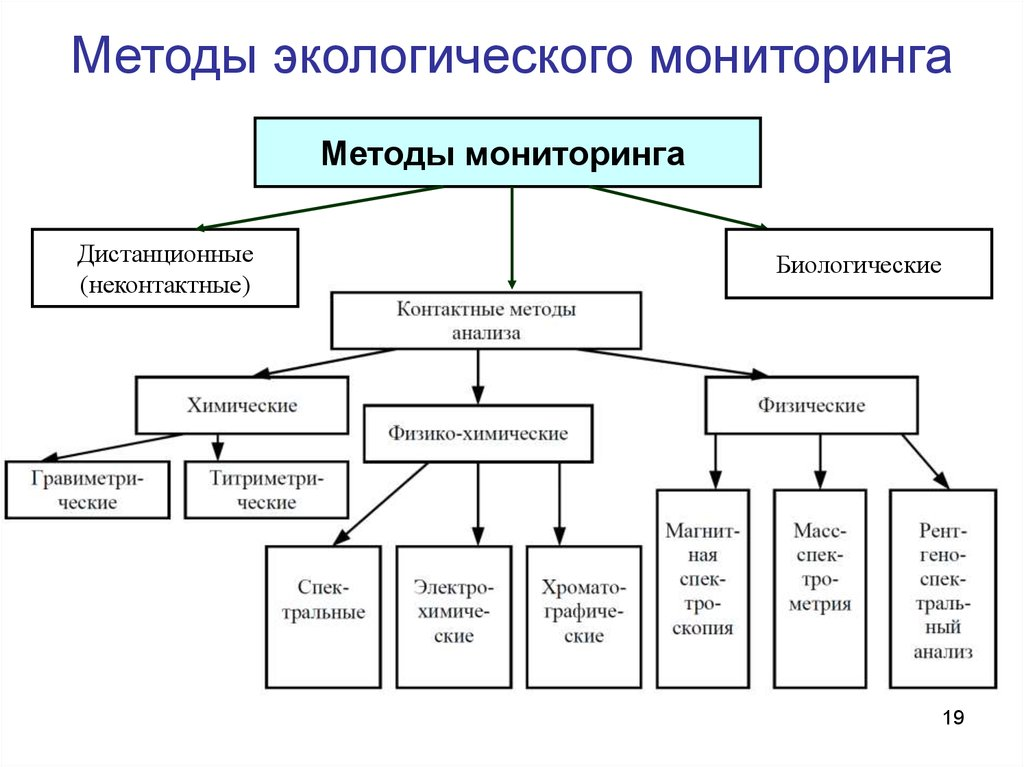 Методы экологического мониторинга
Методы мониторинга
Дистанционные
(неконтактные)
Биологические
Контактные методы
анализа
Химические
Физико-химические
Физические
Гравиметри-
ческие
Титриметри-
ческие
Спек-
тральные
Электро-
химиче-
ские
Хромато-
графиче-
ские
Магнит-
ная
спек-
тро-
скопия
Масс-
спек-
тро-
метрия
Рент-
гено-
спек-
траль-
ный
анализ
19